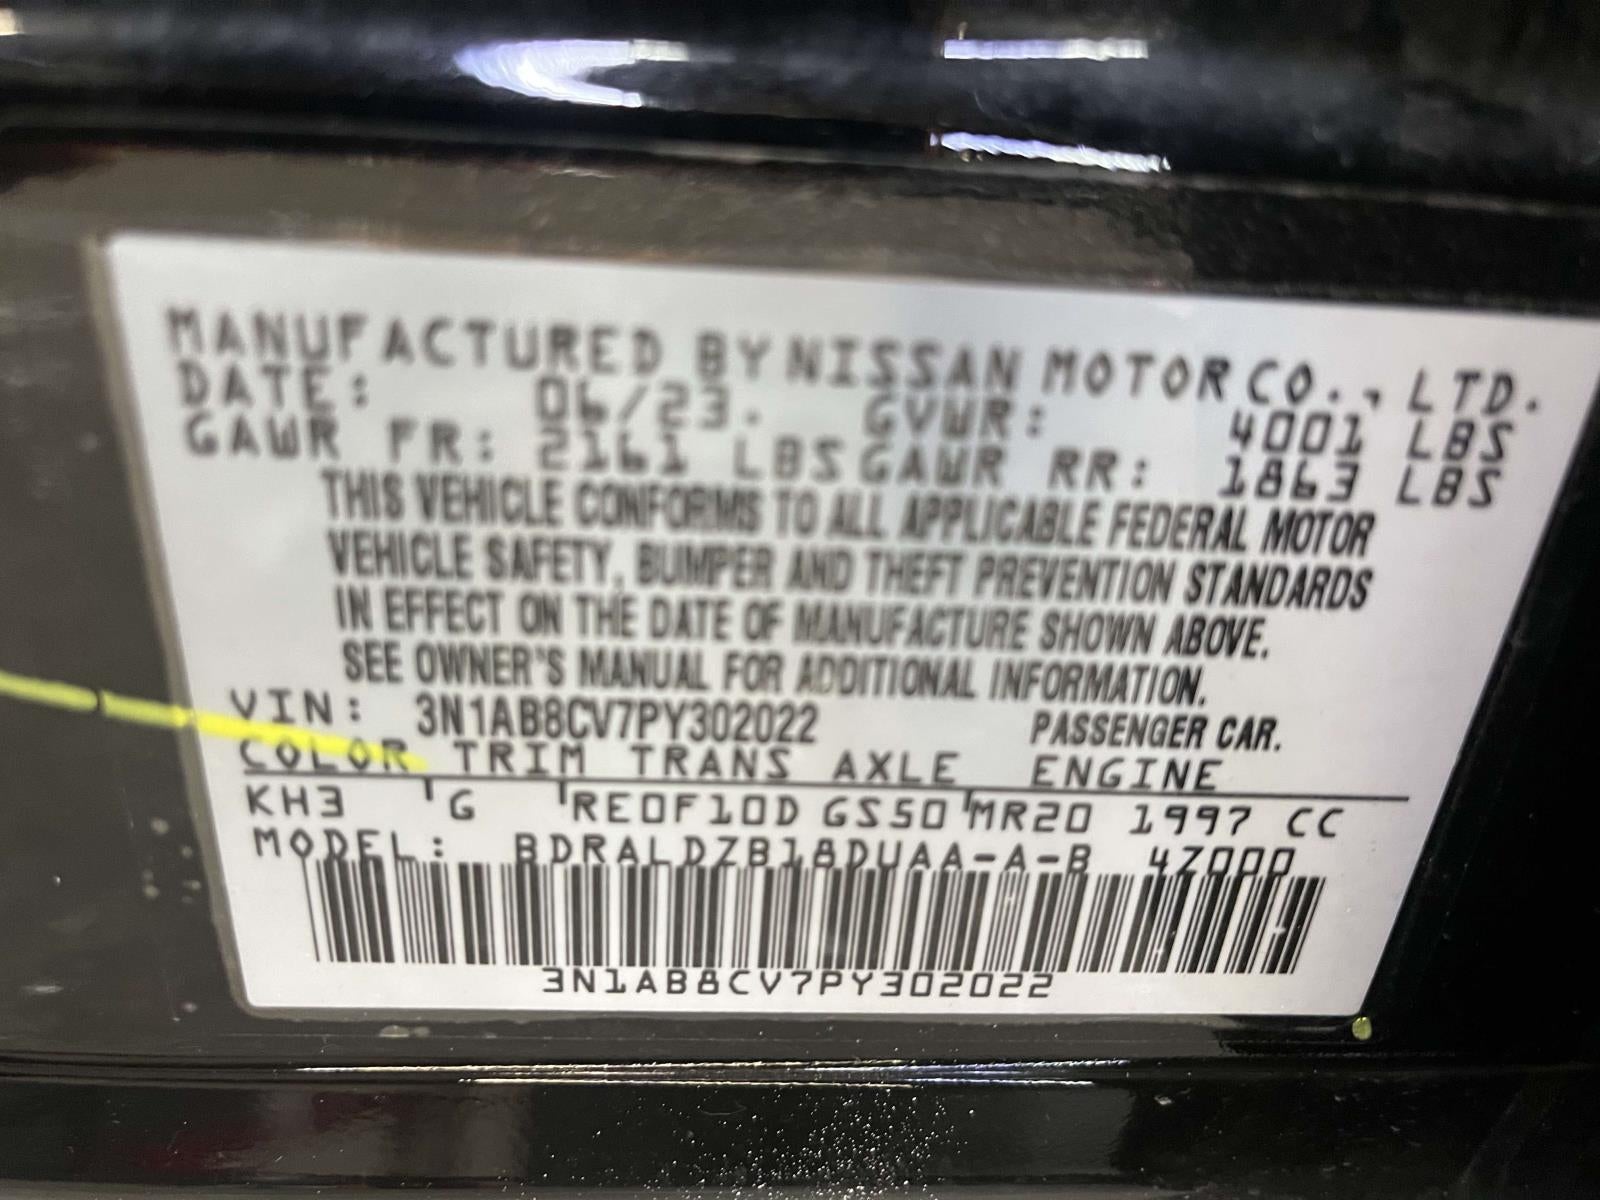 MANUFACTURED BY NISSAN MOTOR CO., LTD.
DATE: 06/23. GVWR: 4001 LBS
GAWR FR: 2161 LBS GAWR RR: 1863 LBS
THIS VEHICLE CONFORMS TO ALL APPLICABLE FEDERAL MOTOR
VEHICLE SAFETY, BUMPER AND THEFT PREVENTION STANDARDS
IN EFFECT ON THE DATE OF MANUFACTURE SHOWN ABOVE.
SEE OWNER'S MANUAL FOR ADDITIONAL INFORMATION.
VIN: 3N1AB8CV7PY302022 PASSENGER CAR.
COLOR TRIM TRANS AXLE ENGINE
KH3 G RE0F10D GS50 MR20 1997 CC
MODEL: BDRALDZB18DUAA-A-B 4Z000
3N1AB8CV7PY302022